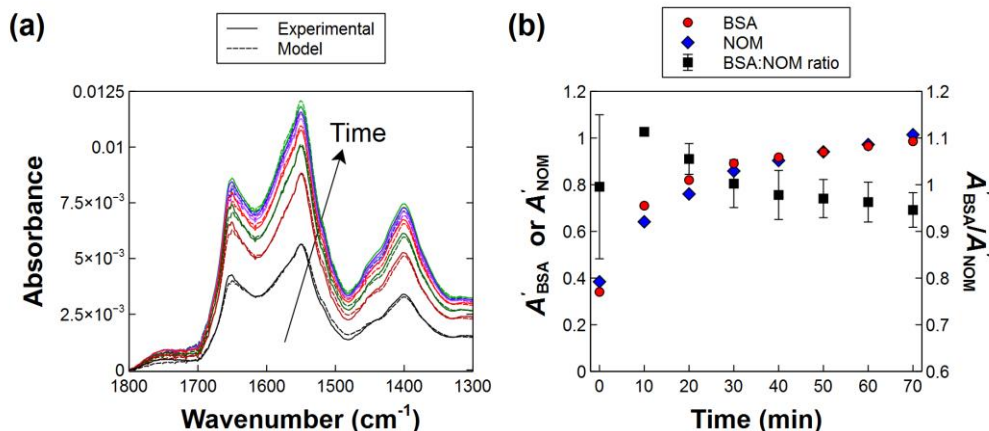 (a)
Experimental
Model
Time
Absorbance
0.0125
0.01
7.5×10⁻³
5×10⁻³
2.5×10⁻³
0
1800 1700 1600 1500 1400 1300
Wavenumber (cm⁻¹)
(b)
BSA
NOM
BSA:NOM ratio
A′BSA or A′NOM
1.2
1
0.8
0.6
0.4
0.2
0
1.2
1.1
1
0.9
0.8
0.7
0.6
A′BSA/A′NOM
0 10 20 30 40 50 60 70
Time (min)